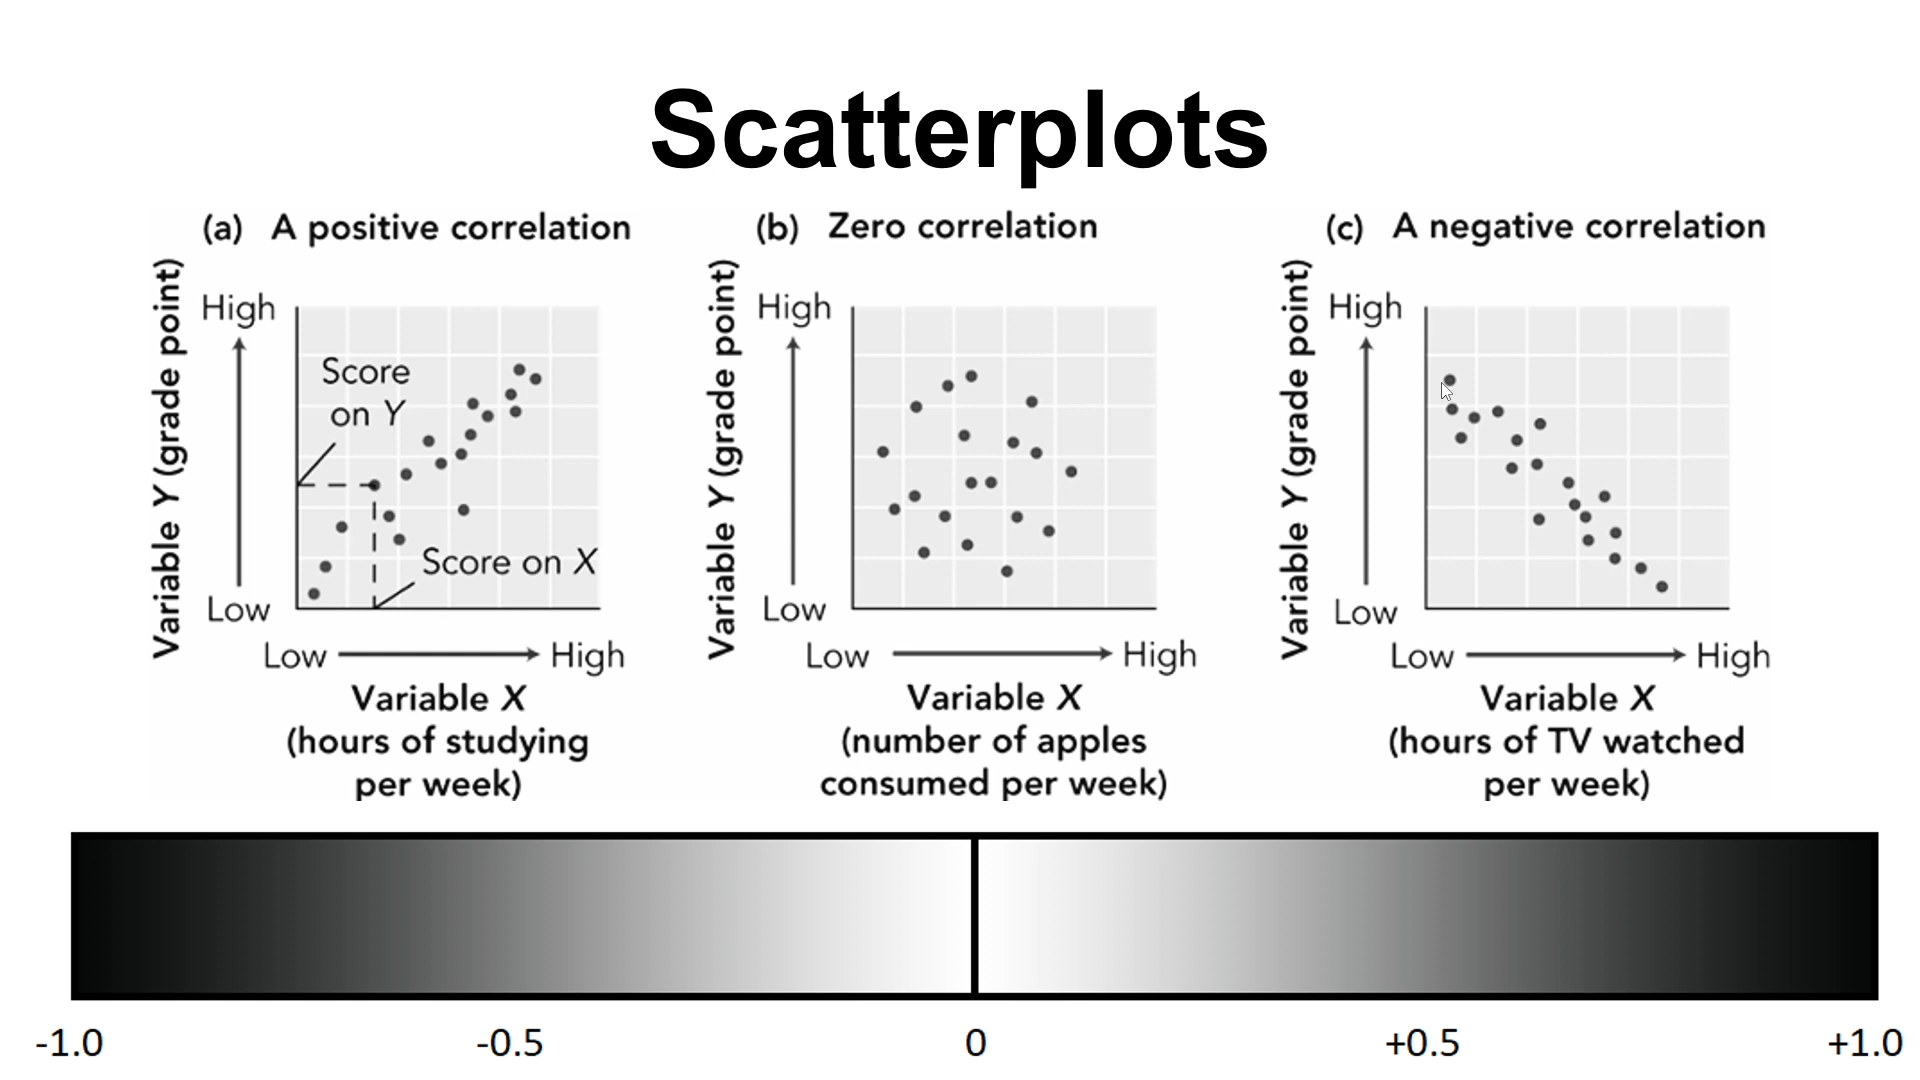 Scatterplots
(a) A positive correlation
Variable Y (grade point)
High
Score
on Y
Score on X
Low
Low High
Variable X
(hours of studying
per week)
(b) Zero correlation
Variable Y (grade point)
High
Low
Low High
Variable X
(number of apples
consumed per week)
(c) A negative correlation
Variable Y (grade point)
High
Low
Low High
Variable X
(hours of TV watched
per week)
-1.0 -0.5 0 +0.5 +1.0